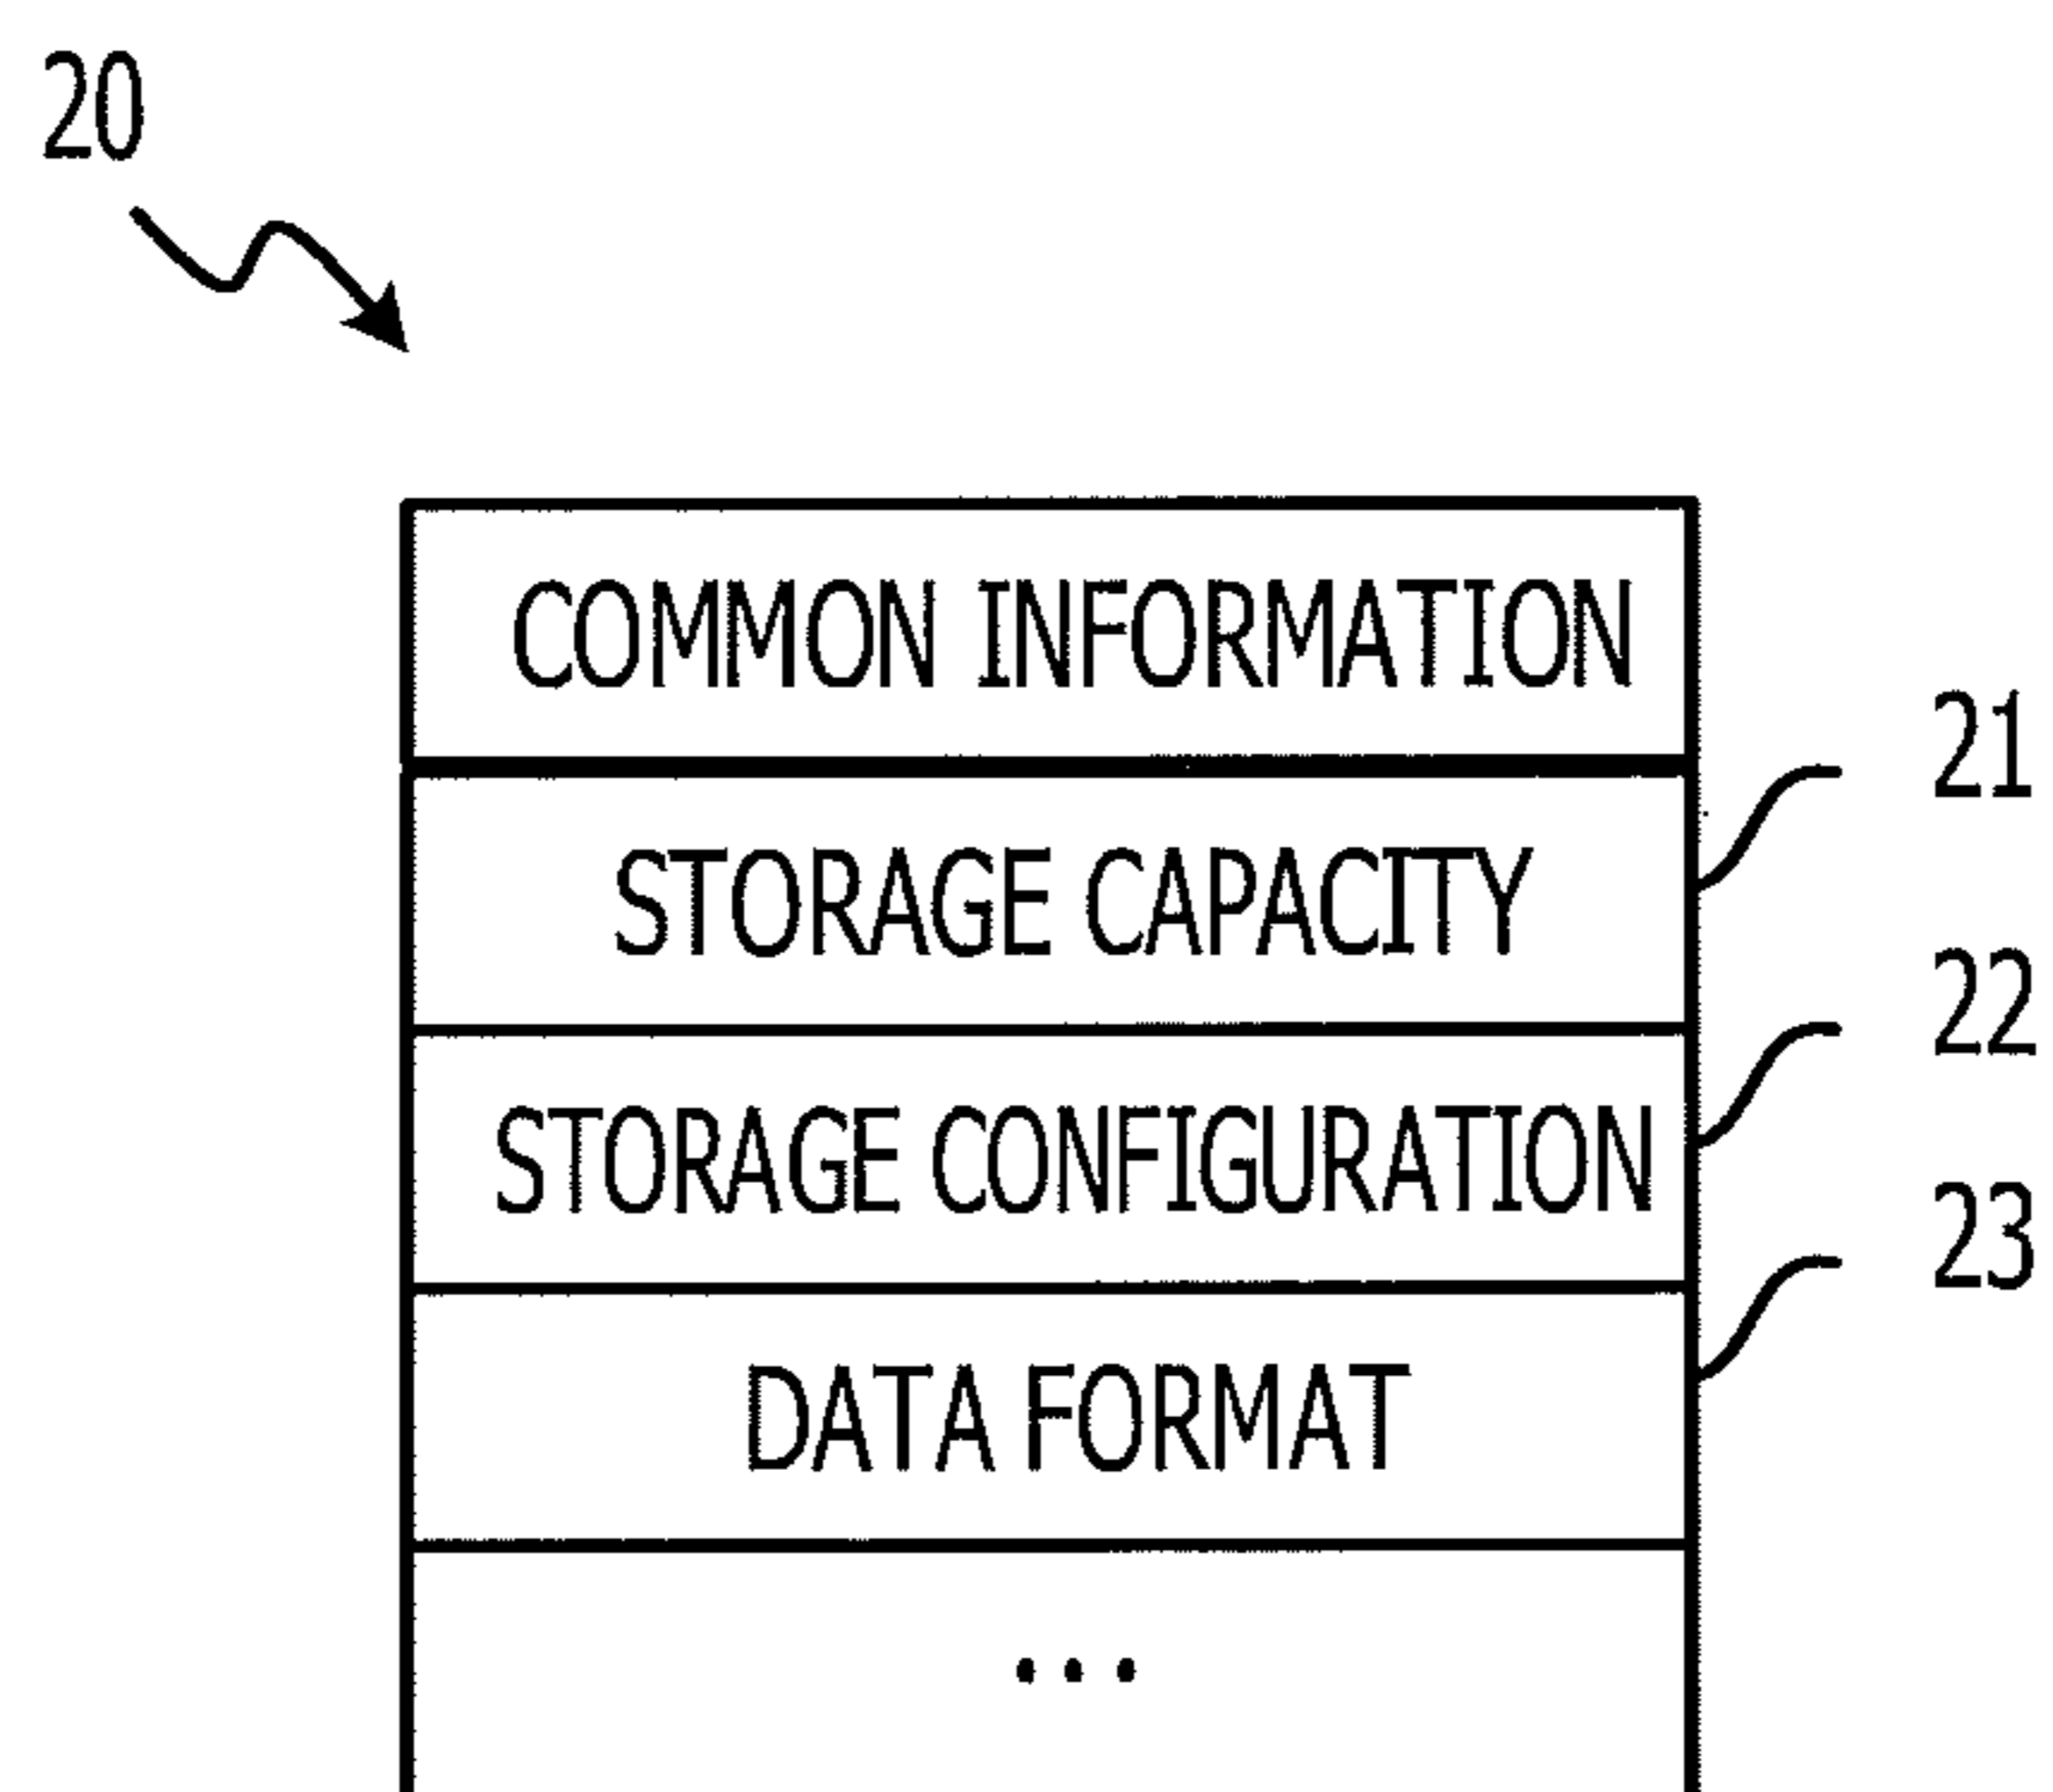 20
COMMON INFORMATION
21
STORAGE CAPACITY
22
STORAGE CONFIGURATION
23
DATA FORMAT
...